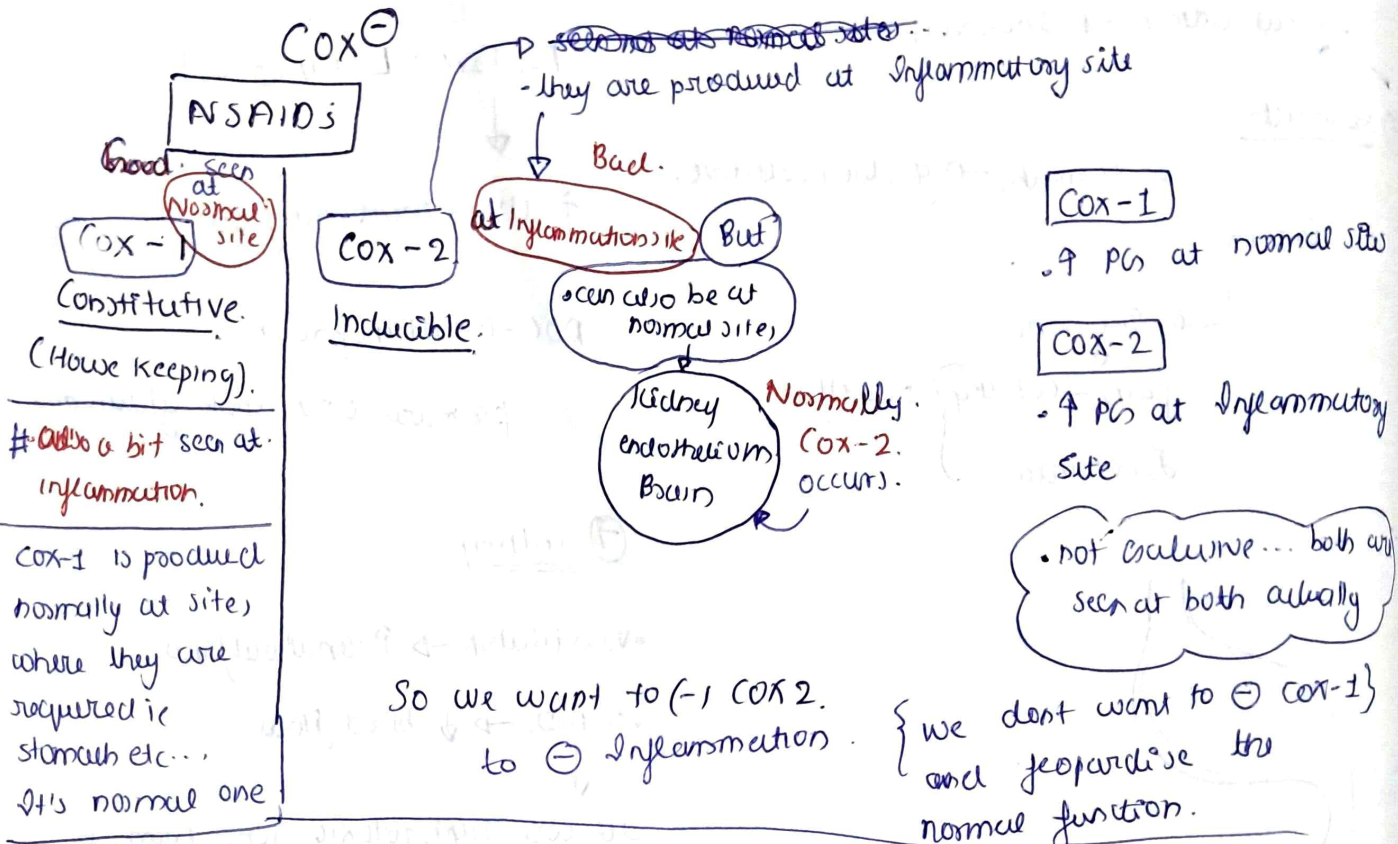 COX⊖
NSAIDs
Good. seen
at
Normal
site
COX-1
Constitutive.
(House Keeping).
# also a bit seen at
inflammation.
COX-1 is produced
normally at sites
where they are
required ie
stomach etc...
It's normal one
- they are produced at Inflammatory site
Bad.
COX-2
Inducible.
at Inflammation site
But
• can also be at
normal sites
Kidney
endothelium
Brain
Normally.
COX-2.
occurs.
COX-1
. ↑ PGs at normal site
COX-2
. ↑ PGs at Inflammatory
site
. not exclusive... both are
seen at both actually
So we want to (-) COX2.
to ⊖ Inflammation.
{we dont want to ⊖ COX-1}
and jeopardise the
normal function.